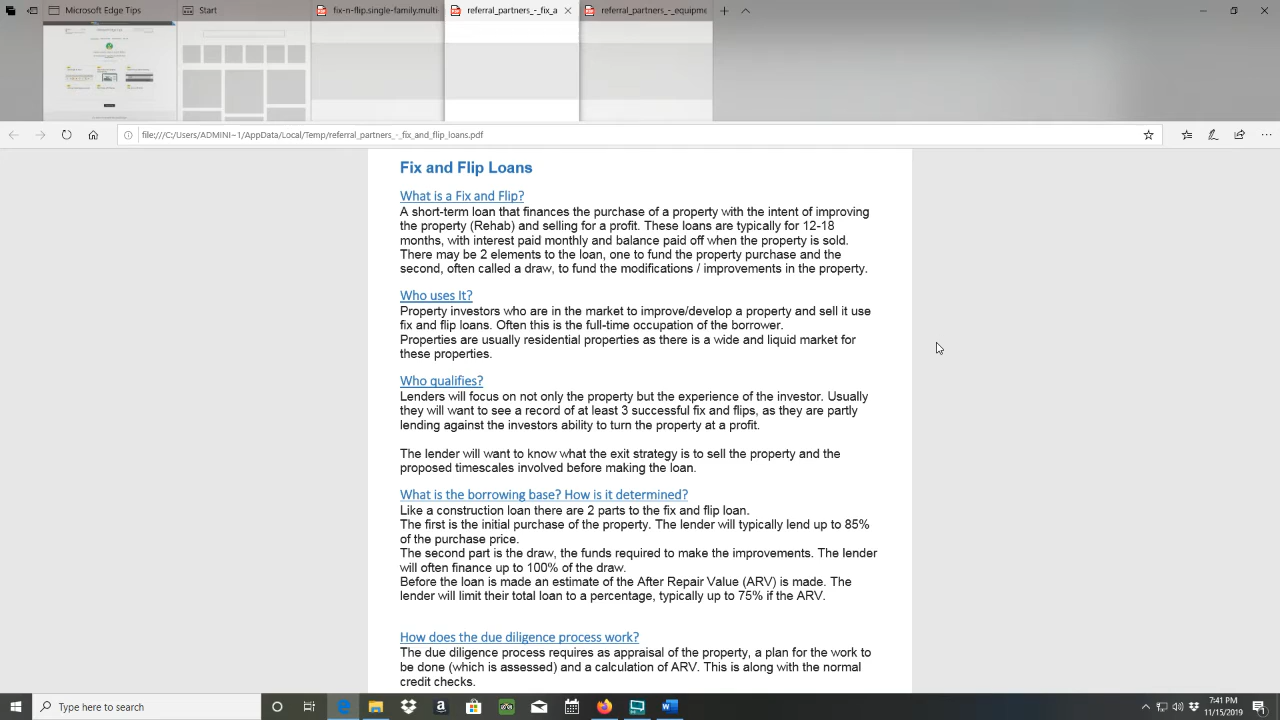 Microsoft Edge Tips
Start
fix-n-flip.single-family;multi
referral_partners_-_fix_a
referral_partners_-_equipme
file:///C:/Users/ADMINI~1/AppData/Local/Temp/referral_partners_-_fix_and_flip_loans.pdf
Fix and Flip Loans
What is a Fix and Flip?
A short-term loan that finances the purchase of a property with the intent of improving
the property (Rehab) and selling for a profit. These loans are typically for 12-18
months, with interest paid monthly and balance paid off when the property is sold.
There may be 2 elements to the loan, one to fund the property purchase and the
second, often called a draw, to fund the modifications / improvements in the property.
Who uses It?
Property investors who are in the market to improve/develop a property and sell it use
fix and flip loans. Often this is the full-time occupation of the borrower.
Properties are usually residential properties as there is a wide and liquid market for
these properties.
Who qualifies?
Lenders will focus on not only the property but the experience of the investor. Usually
they will want to see a record of at least 3 successful fix and flips, as they are partly
lending against the investors ability to turn the property at a profit.
The lender will want to know what the exit strategy is to sell the property and the
proposed timescales involved before making the loan.
What is the borrowing base? How is it determined?
Like a construction loan there are 2 parts to the fix and flip loan.
The first is the initial purchase of the property. The lender will typically lend up to 85%
of the purchase price.
The second part is the draw, the funds required to make the improvements. The lender
will often finance up to 100% of the draw.
Before the loan is made an estimate of the After Repair Value (ARV) is made. The
lender will limit their total loan to a percentage, typically up to 75% if the ARV.
How does the due diligence process work?
The due diligence process requires as appraisal of the property, a plan for the work to
be done (which is assessed) and a calculation of ARV. This is along with the normal
credit checks.
Type here to search
7:41 PM
11/15/2019